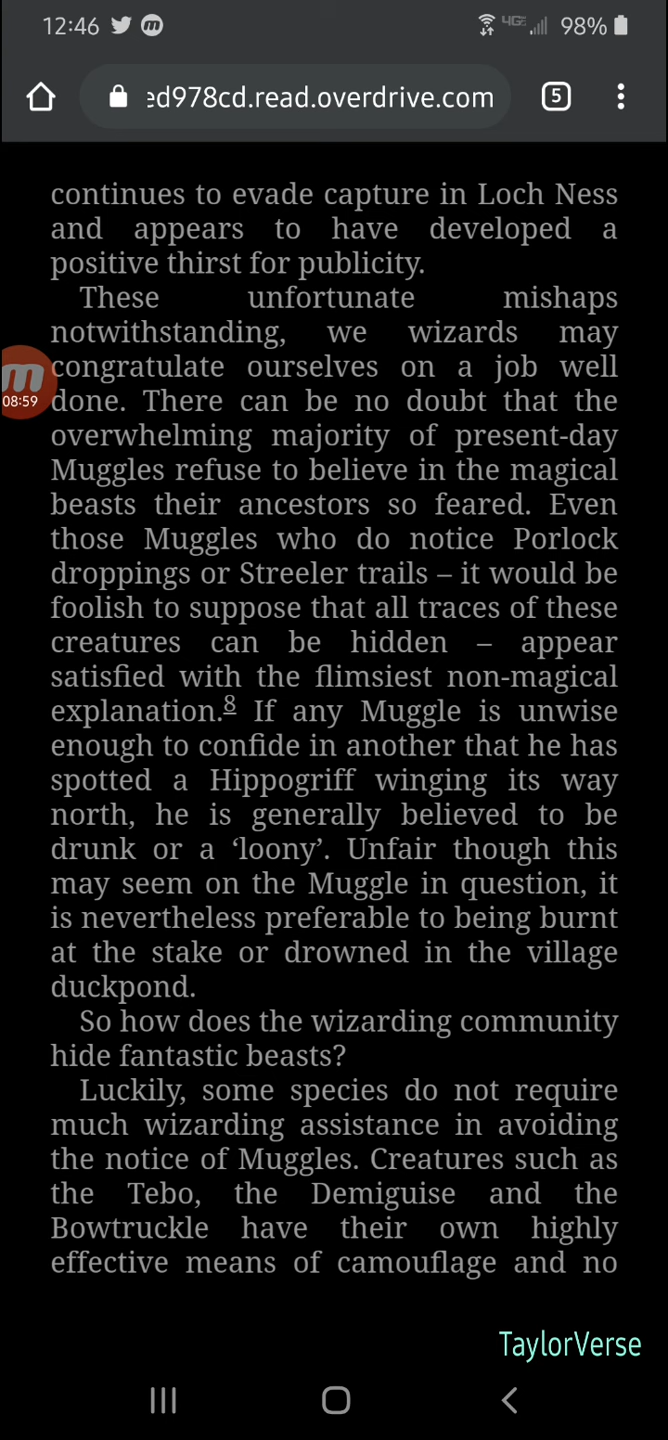 12:46 98%
ed978cd.read.overdrive.com 5
continues to evade capture in Loch Ness
and appears to have developed a
positive thirst for publicity.
These unfortunate mishaps
notwithstanding, we wizards may
congratulate ourselves on a job well
done. There can be no doubt that the
overwhelming majority of present-day
Muggles refuse to believe in the magical
beasts their ancestors so feared. Even
those Muggles who do notice Porlock
droppings or Streeler trails – it would be
foolish to suppose that all traces of these
creatures can be hidden – appear
satisfied with the flimsiest non-magical
explanation.8 If any Muggle is unwise
enough to confide in another that he has
spotted a Hippogriff winging its way
north, he is generally believed to be
drunk or a ‘loony’. Unfair though this
may seem on the Muggle in question, it
is nevertheless preferable to being burnt
at the stake or drowned in the village
duckpond.
So how does the wizarding community
hide fantastic beasts?
Luckily, some species do not require
much wizarding assistance in avoiding
the notice of Muggles. Creatures such as
the Tebo, the Demiguise and the
Bowtruckle have their own highly
effective means of camouflage and no
m
08:59
TaylorVerse